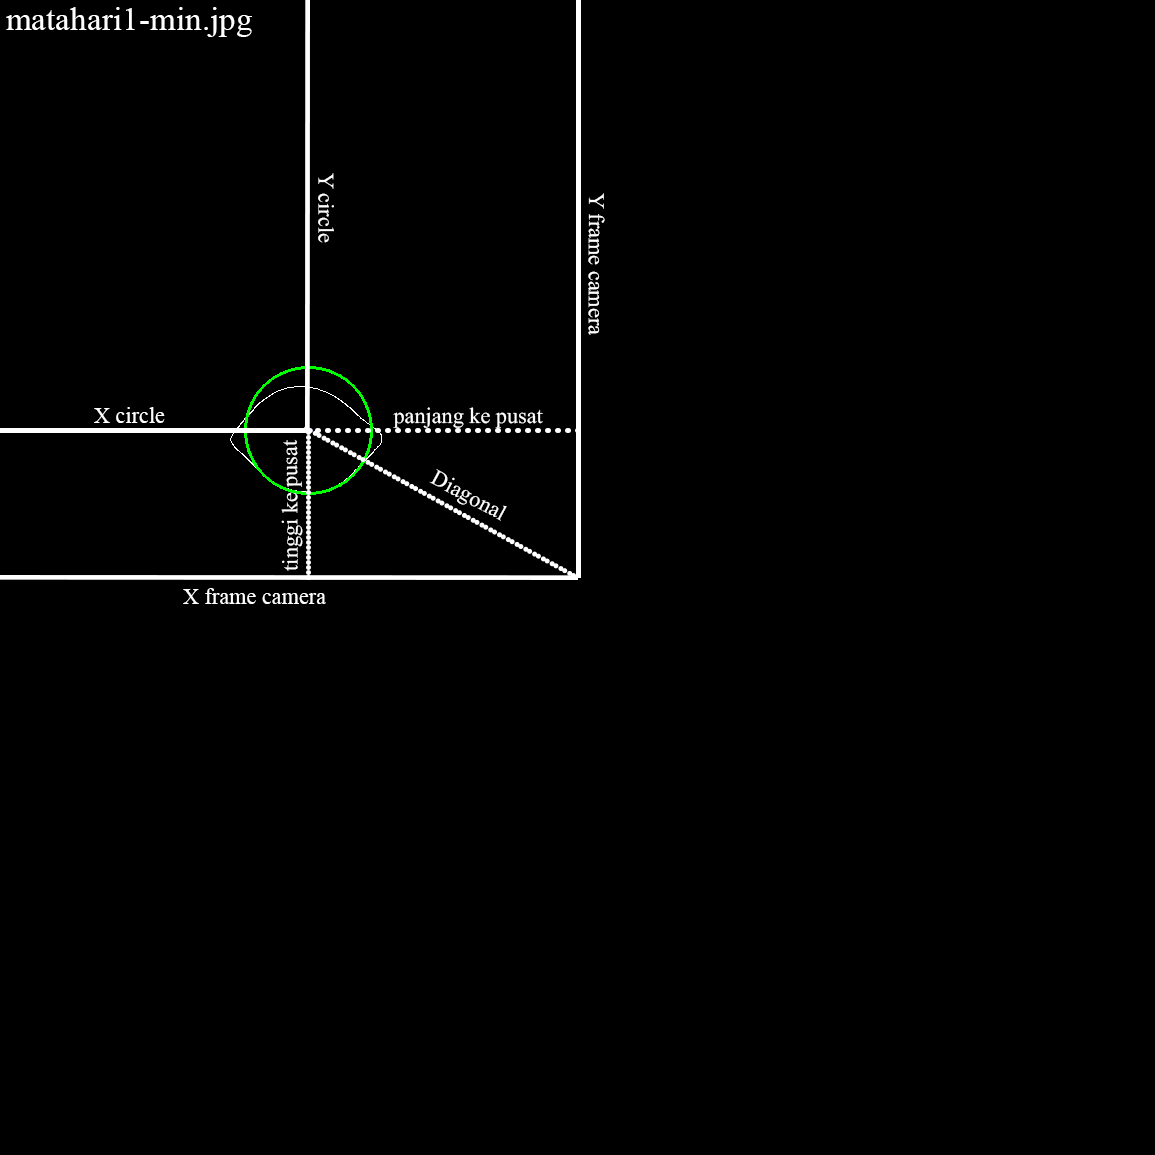 matahari1-min.jpg
Y circle
Y frame camera
X circle
panjang ke pusat
tinggi ke pusat
Diagonal
X frame camera